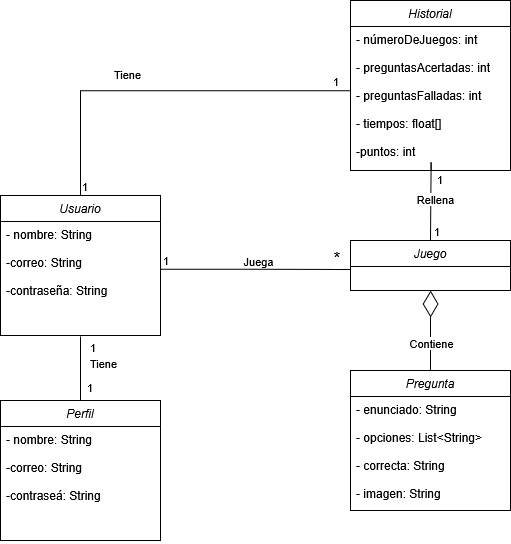 Historial
- númeroDeJuegos: int
- preguntasAcertadas: int
- preguntasFalladas: int
- tiempos: float[]
-puntos: int
Tiene
1
1
1
Rellena
1
Usuario
- nombre: String
-correo: String
-contraseña: String
1
Juega
*
Juego
1
Tiene
1
Contiene
Perfil
- nombre: String
-correo: String
-contraseá: String
Pregunta
- enunciado: String
- opciones: List<String>
- correcta: String
- imagen: String